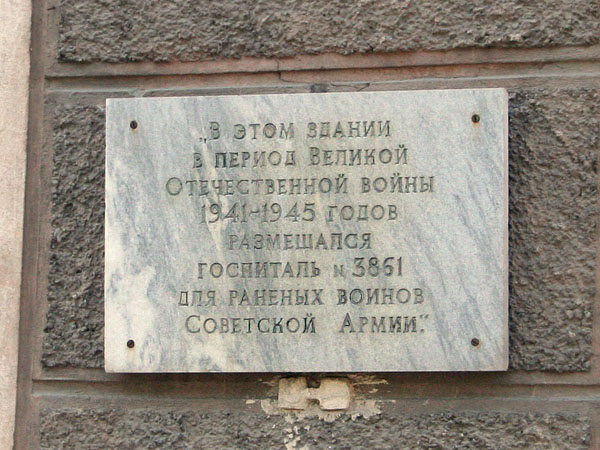 „В этом здании
в период Великой
Отечественной войны
1941-1945 годов
размещался
госпиталь № 3861
для раненых воинов
Советской Армии."